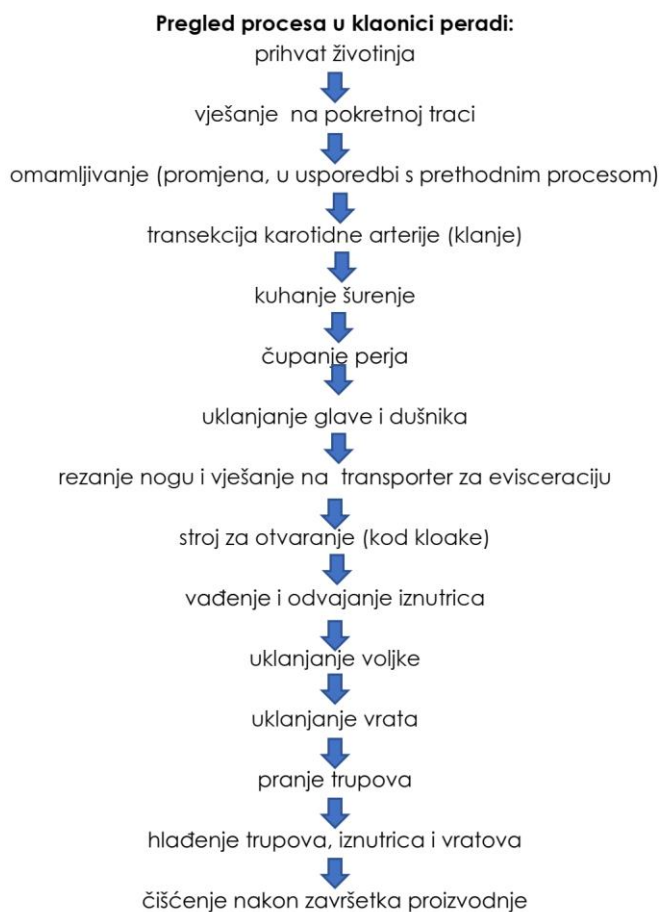 Pregled procesa u klaonici peradi:
prihvat životinja
vješanje na pokretnoj traci
omamljivanje (promjena, u usporedbi s prethodnim procesom)
transekcija karotidne arterije (klanje)
kuhanje šurenje
čupanje perja
uklanjanje glave i dušnika
rezanje nogu i vješanje na transporter za evisceraciju
stroj za otvaranje (kod kloake)
vađenje i odvajanje iznutrica
uklanjanje voljke
uklanjanje vrata
pranje trupova
hlađenje trupova, iznutrica i vratova
čišćenje nakon završetka proizvodnje